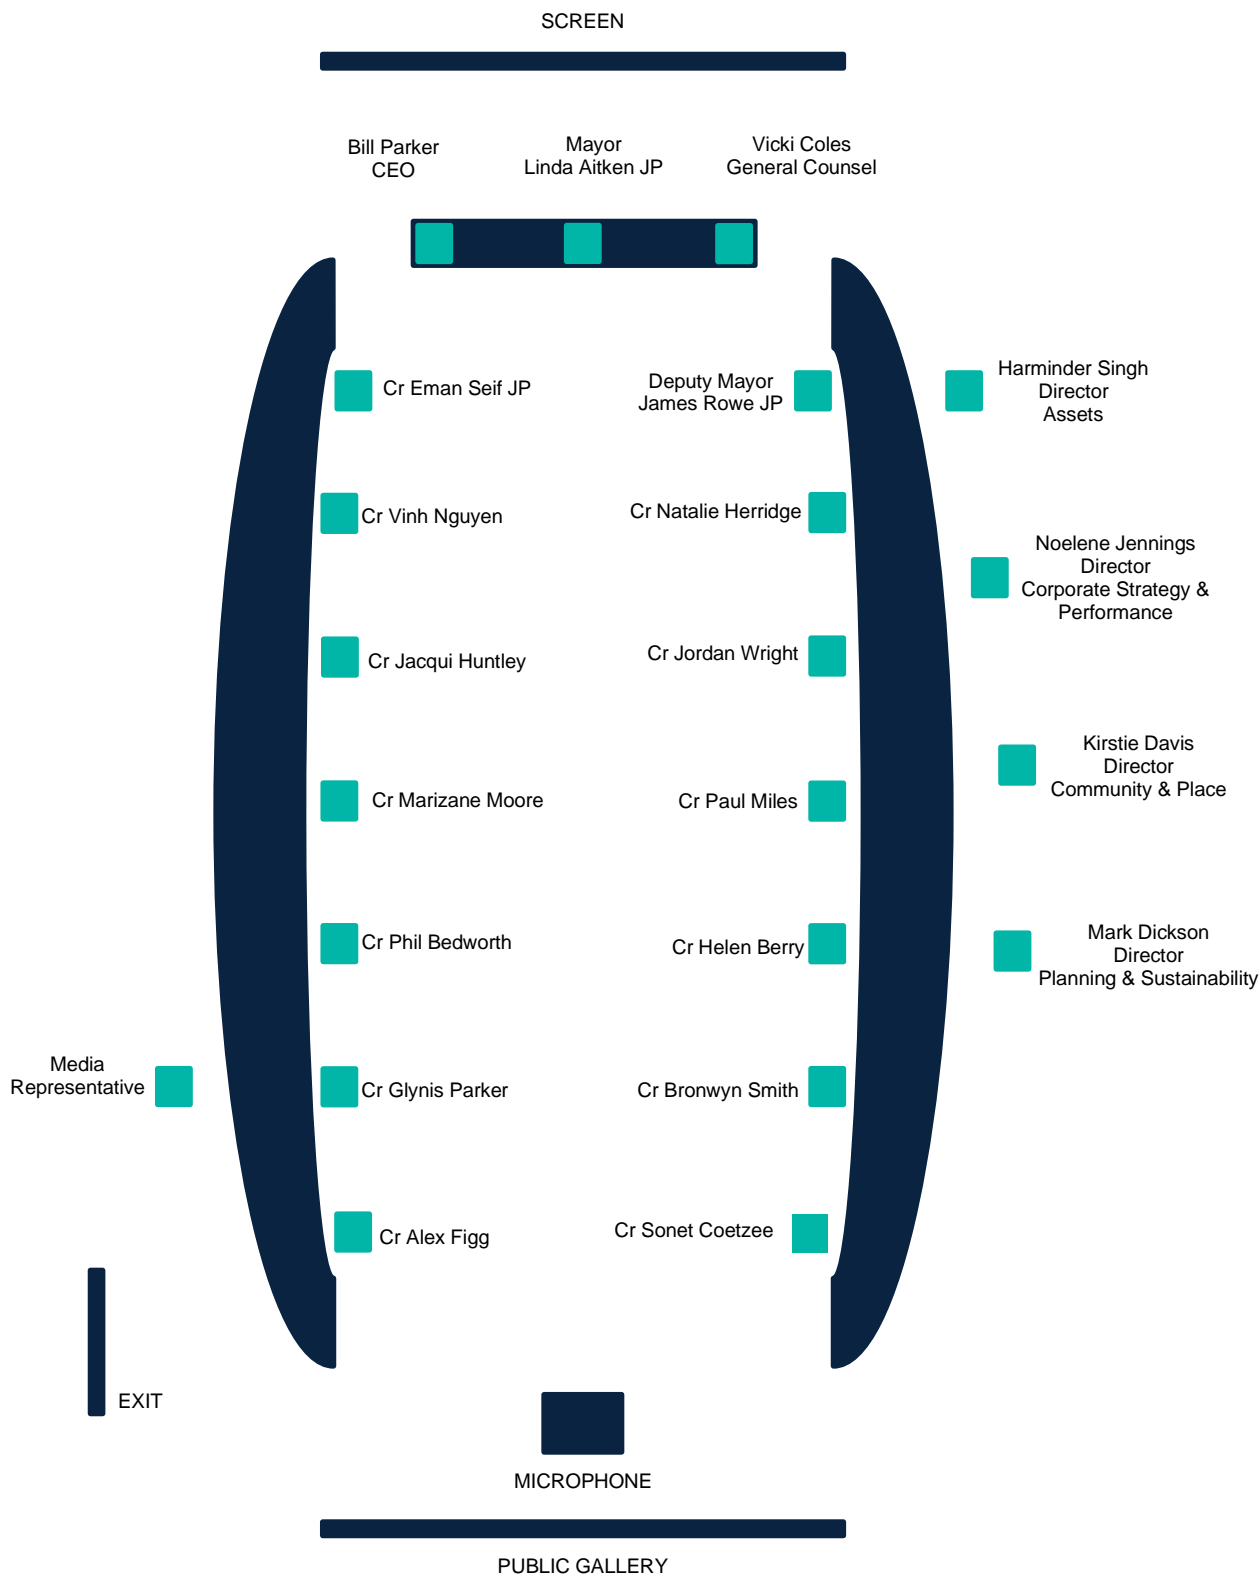 SCREEN
Bill Parker
CEO
Mayor
Linda Aitken JP
Vicki Coles
General Counsel
Cr Eman Seif JP
Deputy Mayor
James Rowe JP
Harminder Singh
Director
Assets
Cr Vinh Nguyen
Cr Natalie Herridge
Noelene Jennings
Director
Corporate Strategy &
Performance
Cr Jacqui Huntley
Cr Jordan Wright
Kirstie Davis
Director
Community & Place
Cr Marizane Moore
Cr Paul Miles
Cr Phil Bedworth
Cr Helen Berry
Mark Dickson
Director
Planning & Sustainability
Media
Representative
Cr Glynis Parker
Cr Bronwyn Smith
Cr Alex Figg
Cr Sonet Coetzee
EXIT
MICROPHONE
PUBLIC GALLERY